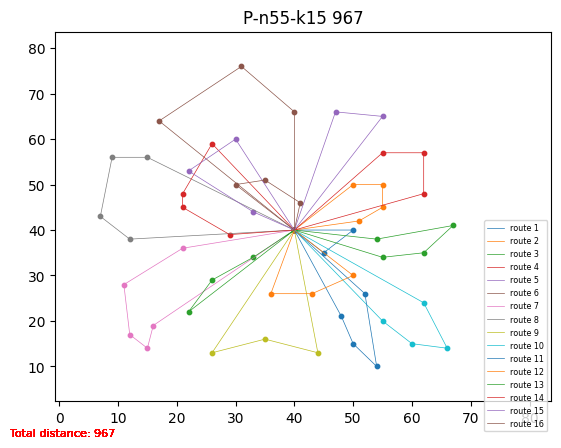 P-n55-k15 967
80
70
60
50
40
30
20
10
0 10 20 30 40 50 60 70 80
route 1
route 2
route 3
route 4
route 5
route 6
route 7
route 8
route 9
route 10
route 11
route 12
route 13
route 14
route 15
route 16
Total distance: 967